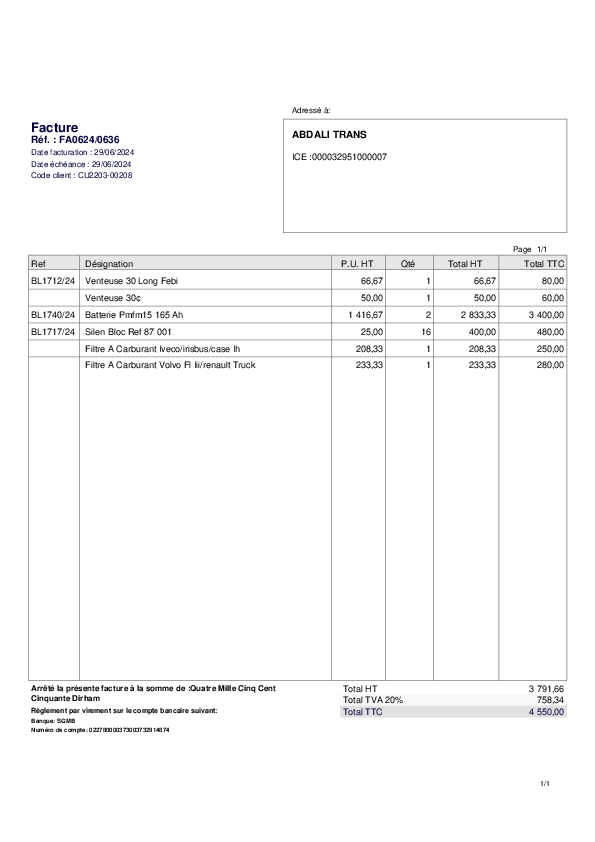 Adressé à:
Facture
Réf. : FA0624/0636
Date facturation : 29/06/2024
Date échéance : 29/06/2024
Code client : CU2203-00208
ABDALI TRANS
ICE :000032951000007
Page 1/1
Ref Désignation P.U. HT Qté Total HT Total TTC
BL1712/24 Venteuse 30 Long Febi 66,67 1 66,67 80,00
Venteuse 30c 50,00 1 50,00 60,00
BL1740/24 Batterie Pmfm15 165 Ah 1 416,67 2 2 833,33 3 400,00
BL1717/24 Silen Bloc Ref 87 001 25,00 16 400,00 480,00
Filtre A Carburant Iveco/irisbus/case Ih 208,33 1 208,33 250,00
Filtre A Carburant Volvo Fl Iii/renault Truck 233,33 1 233,33 280,00
Arrêté la présente facture à la somme de :Quatre Mille Cinq Cent
Cinquante Dirham
Règlement par virement sur le compte bancaire suivant:
Banque: SGMB
Numéro de compte: 022780000373003732914874
Total HT 3 791,66
Total TVA 20% 758,34
Total TTC 4 550,00
1/1